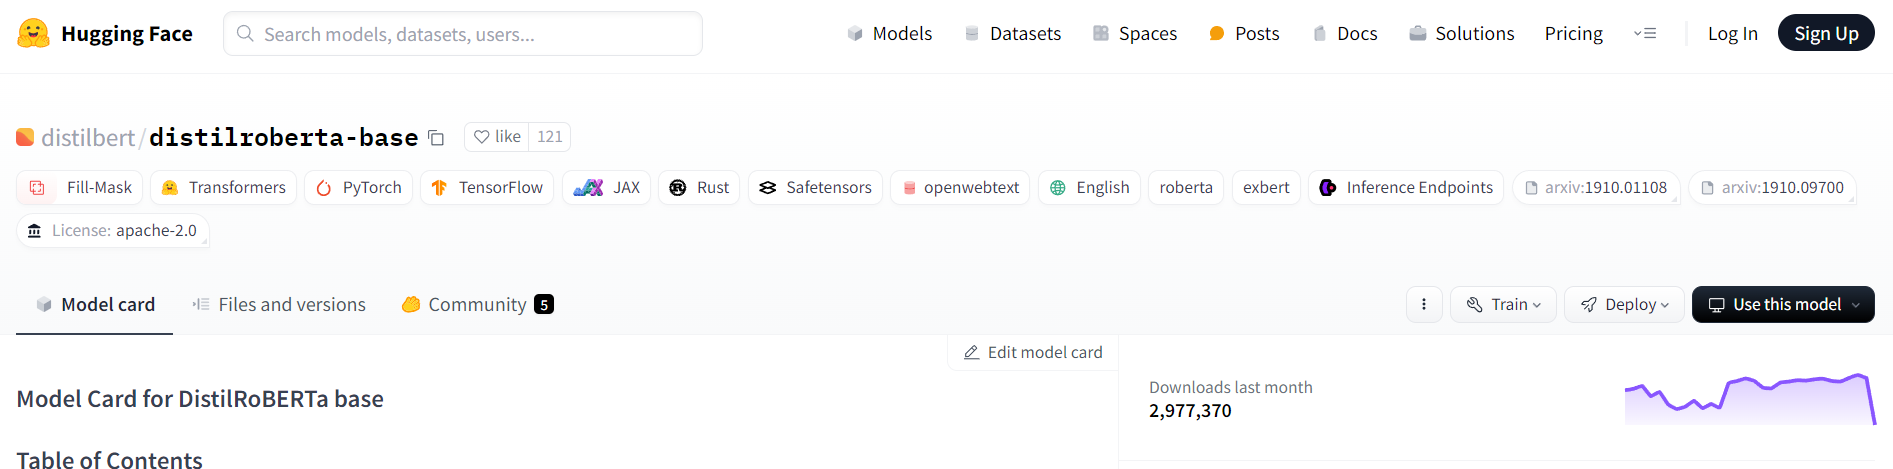 Hugging Face Search models, datasets, users... Models Datasets Spaces Posts Docs Solutions Pricing Log In Sign Up
distilbert/distilroberta-base like 121
Fill-Mask Transformers PyTorch TensorFlow JAX Rust Safetensors openwebtext English roberta exbert Inference Endpoints arxiv:1910.01108 arxiv:1910.09700
License: apache-2.0
Model card Files and versions Community 5 Train Deploy Use this model
Edit model card
Downloads last month
2,977,370
Model Card for DistilRoBERTa base
Table of Contents